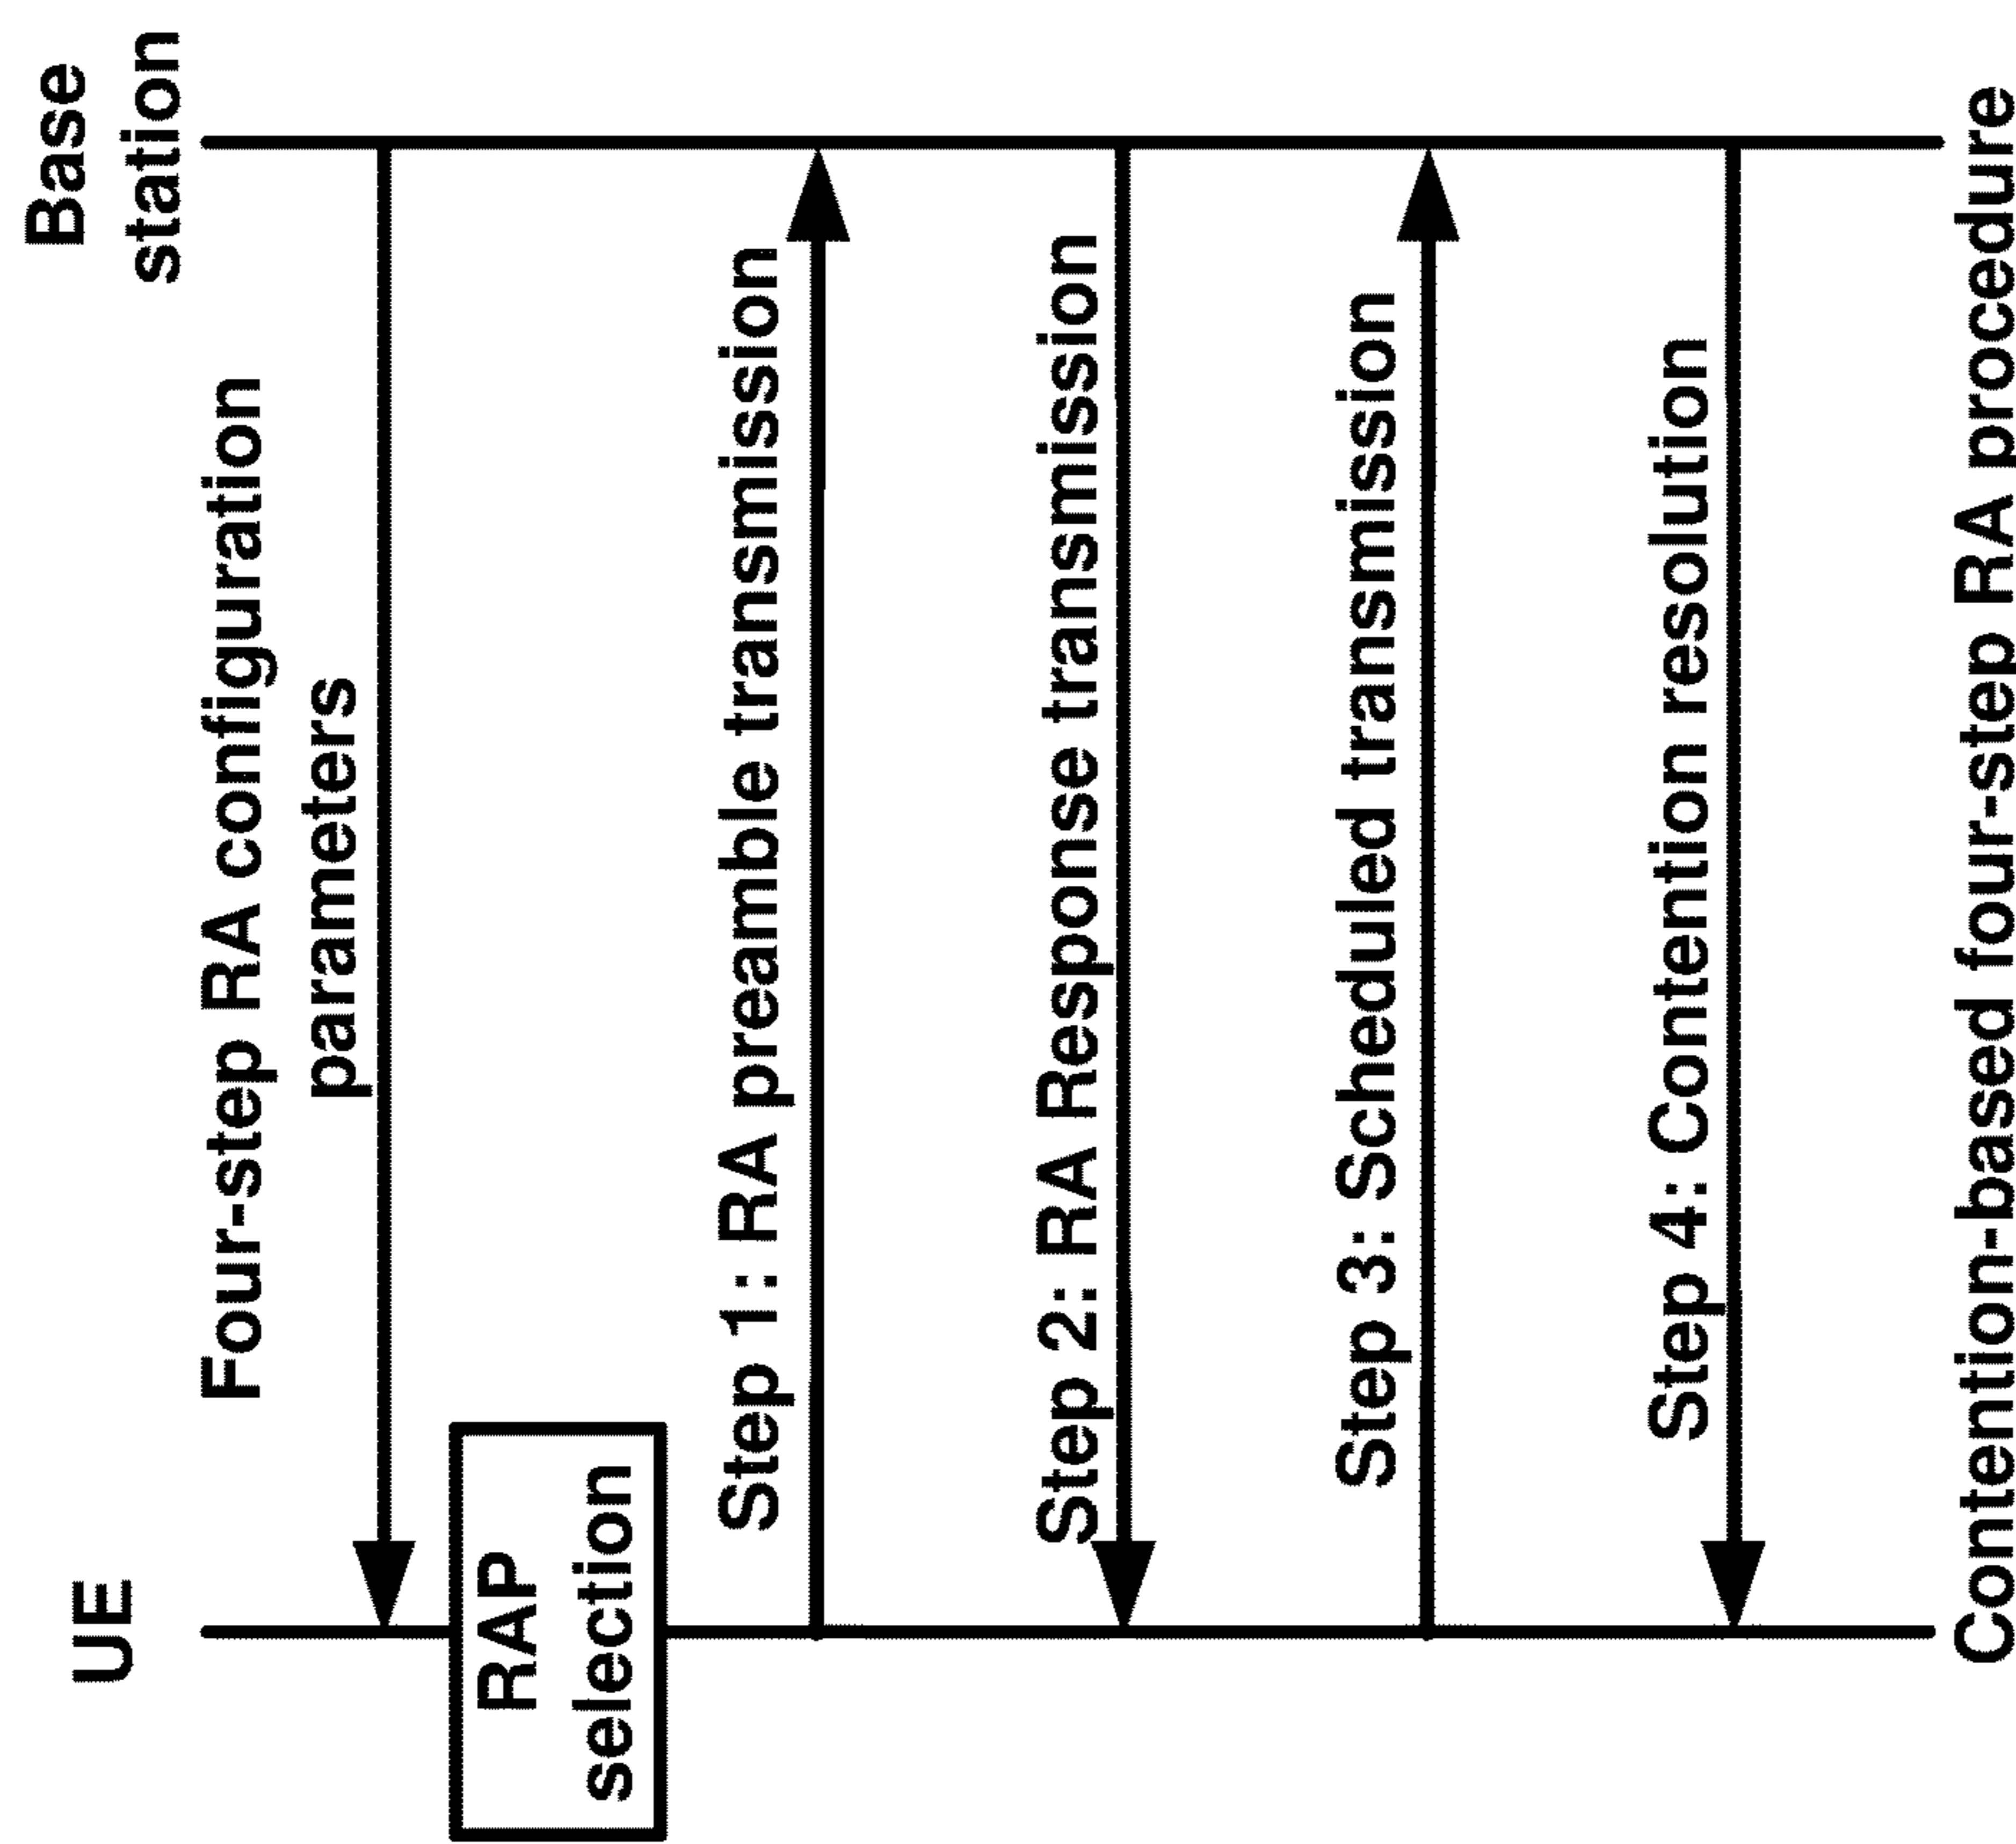 UE
Base
station
Four-step RA configuration
parameters
RAP
selection
Step 1: RA preamble transmission
Step 2: RA Response transmission
Step 3: Scheduled transmission
Step 4: Contention resolution
Contention-based four-step RA procedure